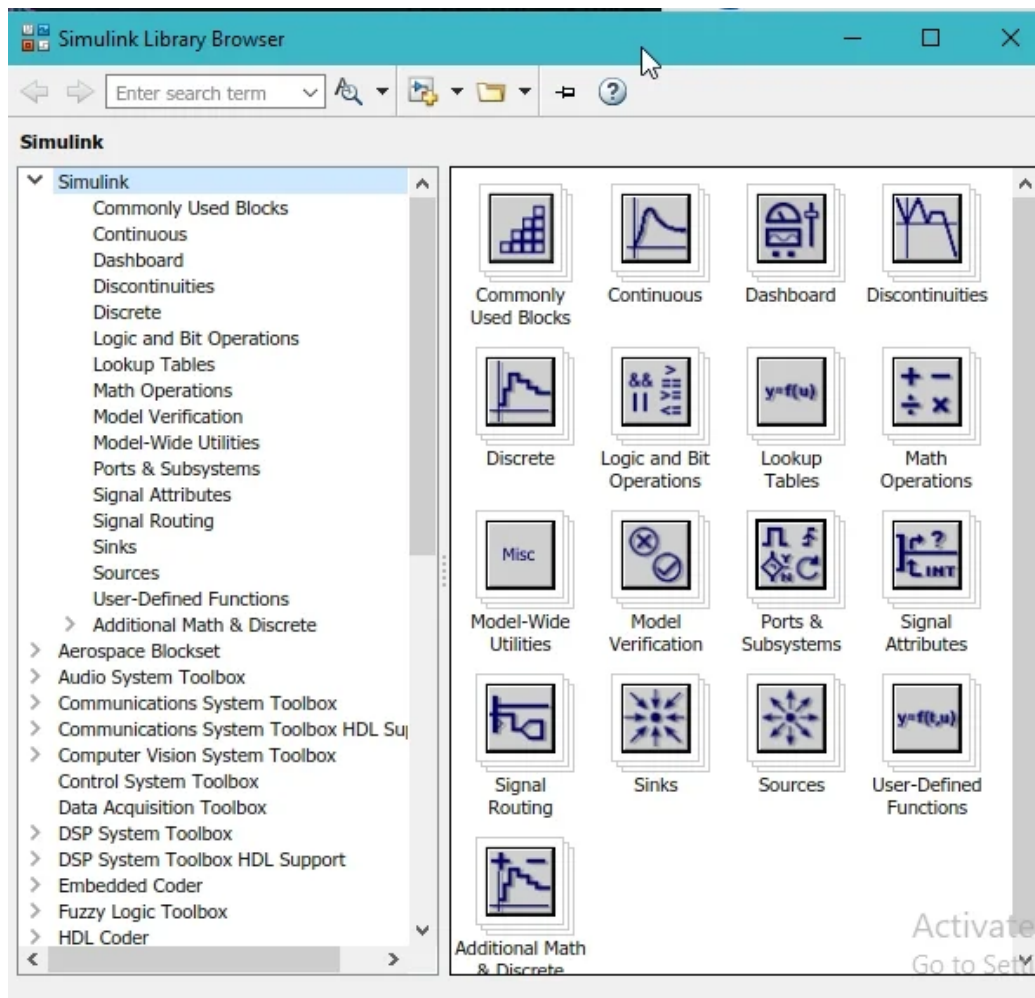 Simulink Library Browser
Enter search term
Simulink
Simulink
Commonly Used Blocks
Continuous
Dashboard
Discontinuities
Discrete
Logic and Bit Operations
Lookup Tables
Math Operations
Model Verification
Model-Wide Utilities
Ports & Subsystems
Signal Attributes
Signal Routing
Sinks
Sources
User-Defined Functions
Additional Math & Discrete
Aerospace Blockset
Audio System Toolbox
Communications System Toolbox
Communications System Toolbox HDL Su
Computer Vision System Toolbox
Control System Toolbox
Data Acquisition Toolbox
DSP System Toolbox
DSP System Toolbox HDL Support
Embedded Coder
Fuzzy Logic Toolbox
HDL Coder
Commonly
Used Blocks
Continuous
Dashboard
Discontinuities
Discrete
&& > ==
|| >= <=
Logic and Bit
Operations
y=f(u)
Lookup
Tables
+ −
÷ ×
Math
Operations
Misc
Model-Wide
Utilities
Model
Verification
Y
N
Ports &
Subsystems
?
INT
Signal
Attributes
Signal
Routing
Sinks
Sources
y=f(t,u)
User-Defined
Functions
+ −
Additional Math
& Discrete
Activate
Go to Sett